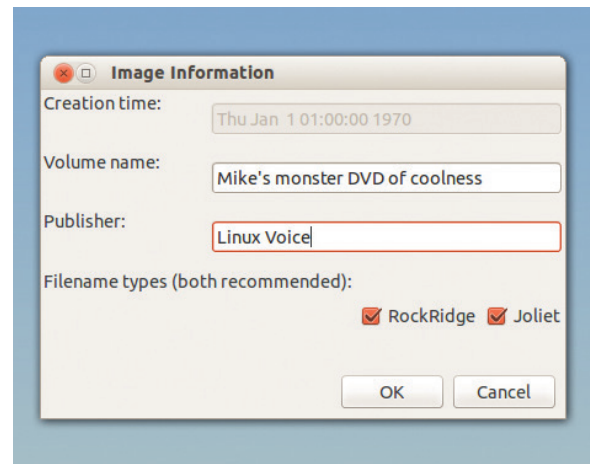 Image Information
Creation time:
Thu Jan 1 01:00:00 1970
Volume name:
Mike's monster DVD of coolness
Publisher:
Linux Voice
Filename types (both recommended):
RockRidge Joliet
OK Cancel